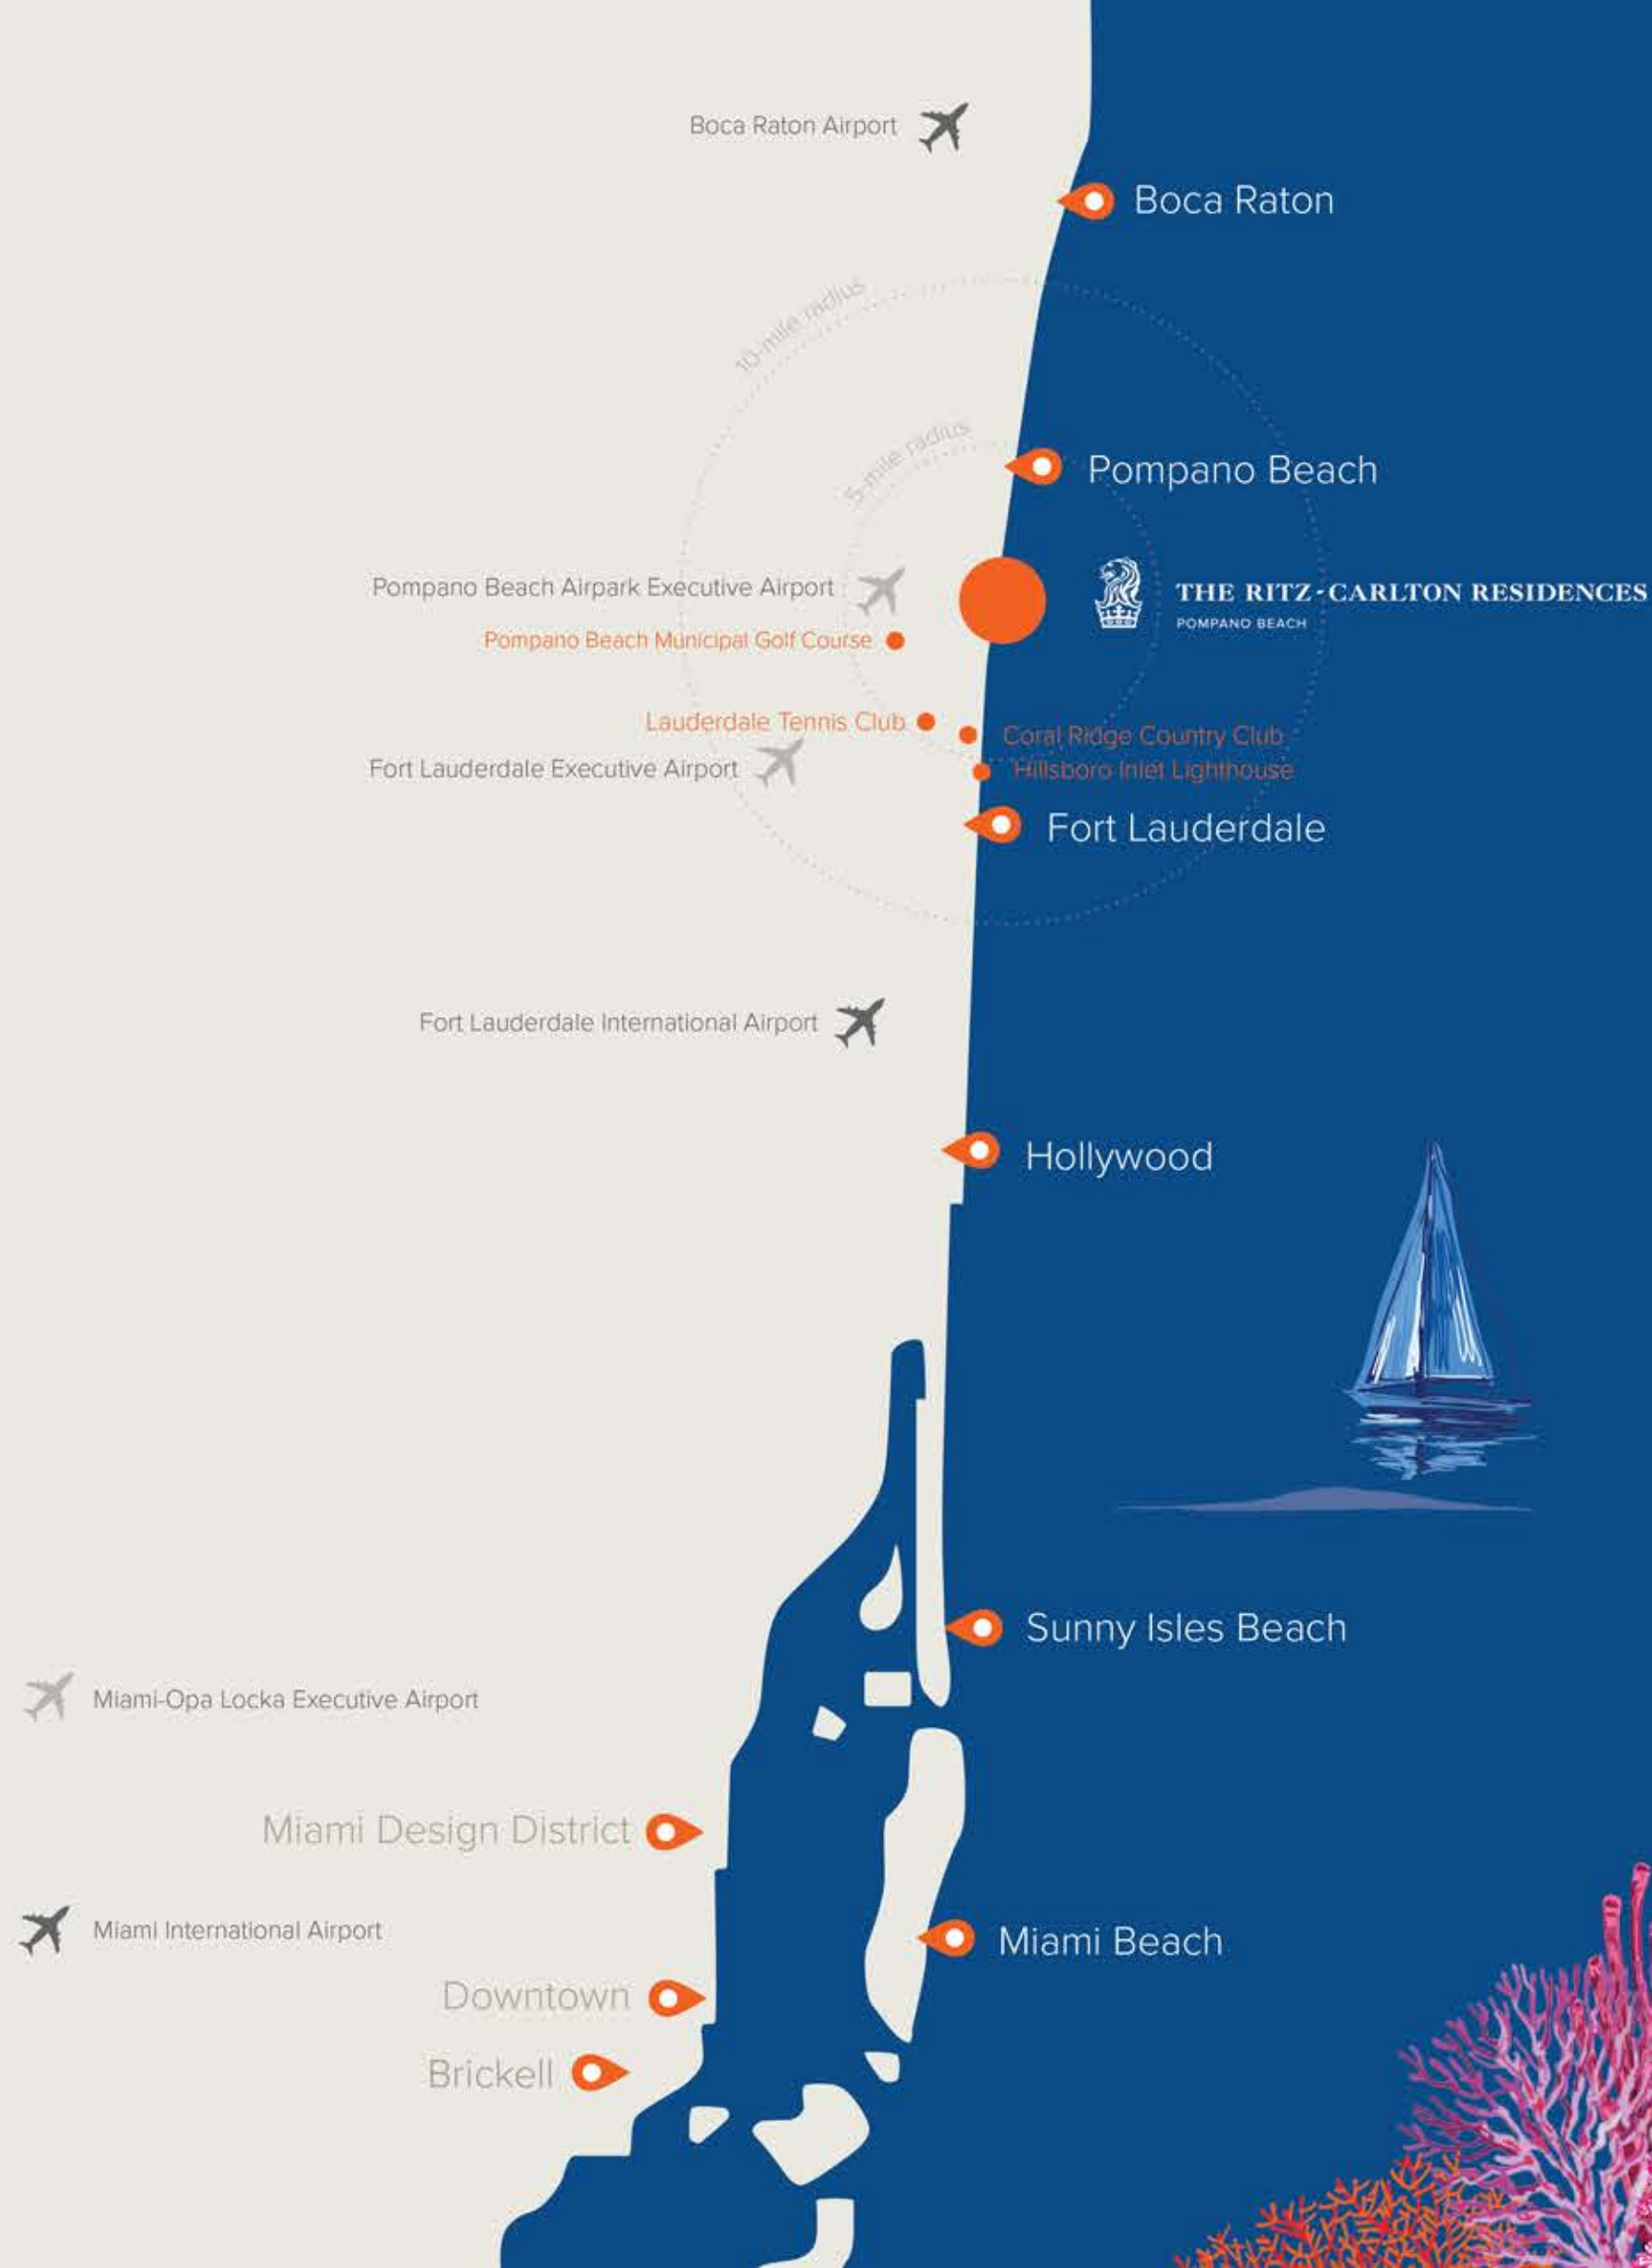 Boca Raton Airport
Boca Raton
10-mile radius
5-mile radius
Pompano Beach
Pompano Beach Airpark Executive Airport
THE RITZ-CARLTON RESIDENCES
POMPANO BEACH
Pompano Beach Municipal Golf Course
Lauderdale Tennis Club
Coral Ridge Country Club
Fort Lauderdale Executive Airport
Hillsboro Inlet Lighthouse
Fort Lauderdale
Fort Lauderdale International Airport
Hollywood
Sunny Isles Beach
Miami-Opa Locka Executive Airport
Miami Design District
Miami International Airport
Miami Beach
Downtown
Brickell